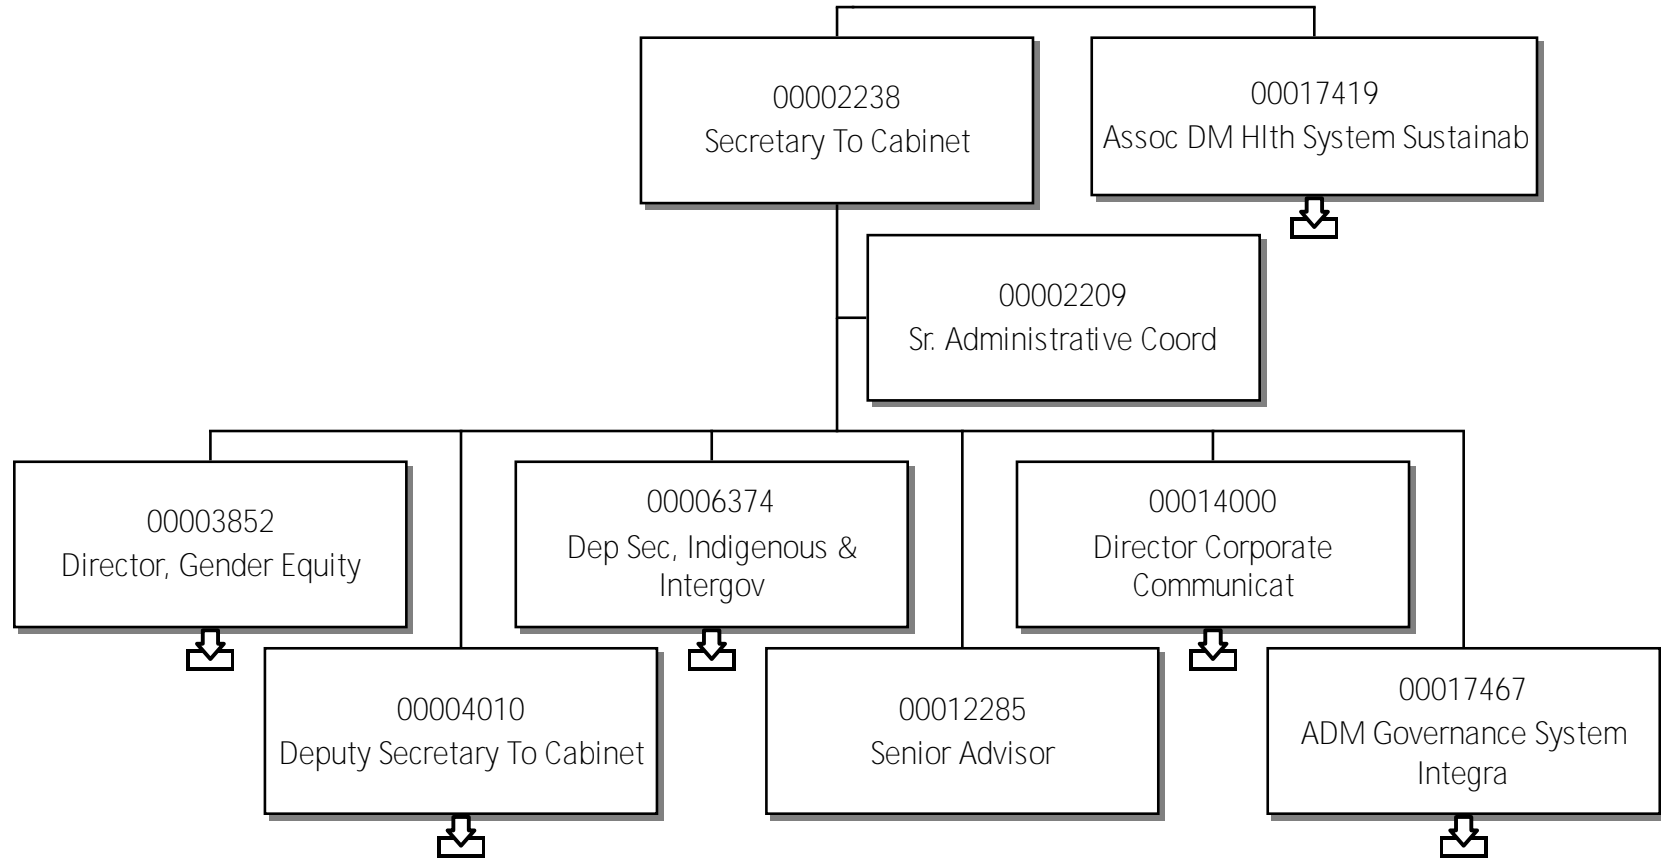 00002238
Secretary To Cabinet
00017419
Assoc DM Hlth System Sustainab
00002209
Sr. Administrative Coord
00003852
Director, Gender Equity
00006374
Dep Sec, Indigenous &
Intergov
00014000
Director Corporate
Communicat
00004010
Deputy Secretary To Cabinet
00012285
Senior Advisor
00017467
ADM Governance System
Integra